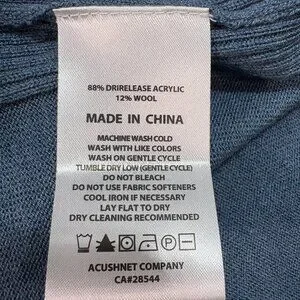 88% DRIRELEASE ACRYLIC
12% WOOL
MADE IN CHINA
MACHINE WASH COLD
WASH WITH LIKE COLORS
WASH ON GENTLE CYCLE
TUMBLE DRY LOW (GENTLE CYCLE)
DO NOT BLEACH
DO NOT USE FABRIC SOFTENERS
COOL IRON IF NECESSARY
LAY FLAT TO DRY
DRY CLEANING RECOMMENDED
P
ACUSHNET COMPANY
CA#28544